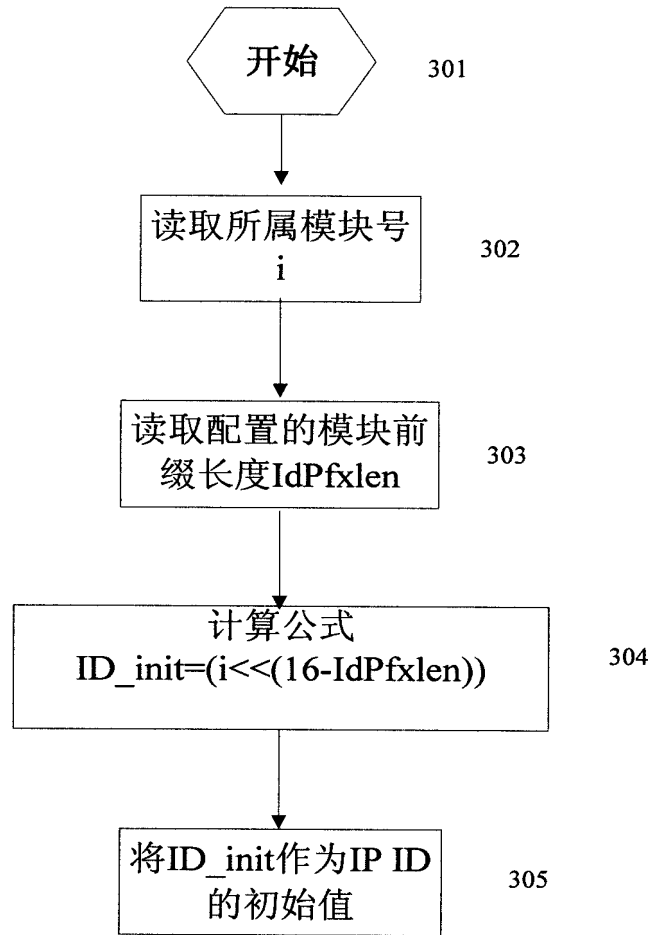 开始
301
读取所属模块号
i
302
读取配置的模块前
缀长度IdPfxlen
303
计算公式
ID_init=(i<<(16-IdPfxlen))
304
将ID_init作为IP ID
的初始值
305